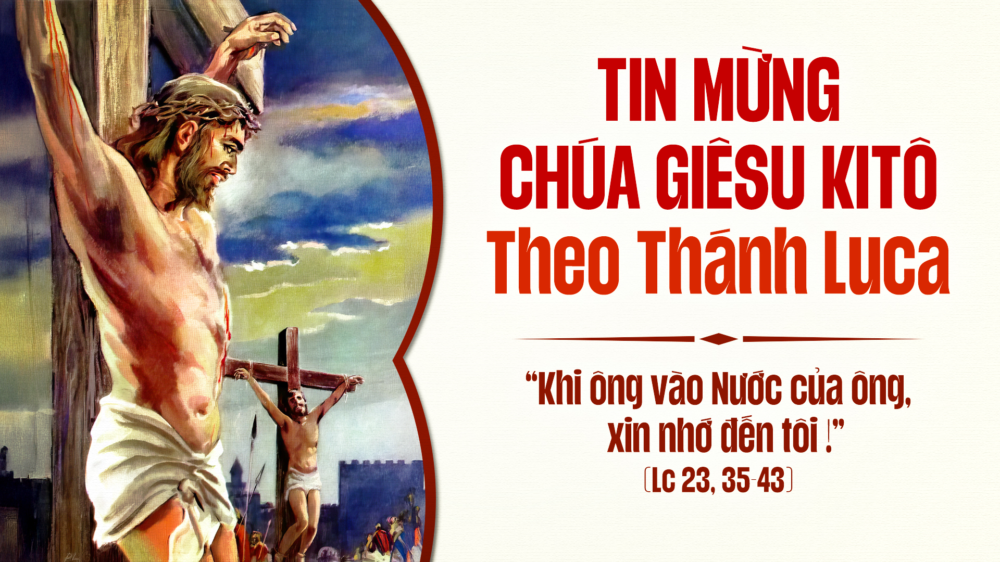 TIN MỪNG
CHÚA GIÊSU KITÔ
Theo Thánh Luca
“Khi ông vào Nước của ông,
xin nhớ đến tôi !”
(Lc 23, 35-43)